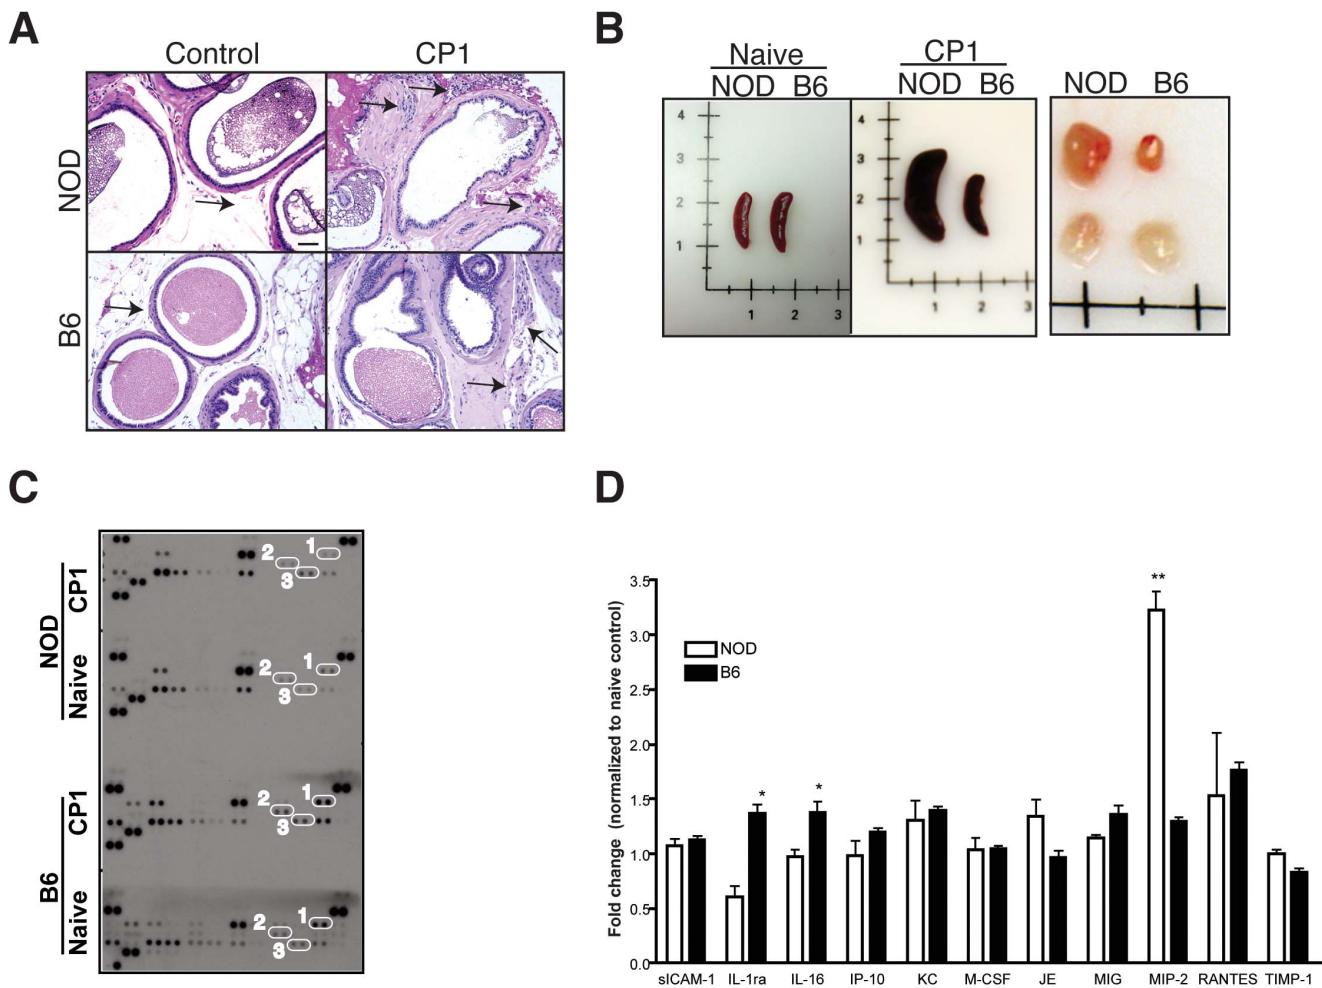 A
Control CP1
NOD
B6
B
Naive CP1
NOD B6 NOD B6 NOD B6
4
3
2
1
1 2 3
4
3
2
1
1 2 3
C
NOD
CP1
Naive
B6
CP1
Naive
1
2
3
1
2
3
1
2
3
1
2
3
D
Fold change (normalized to naive control)
3.5
3.0
2.5
2.0
1.5
1.0
0.5
0.0
NOD
B6
* * **
sICAM-1 IL-1ra IL-16 IP-10 KC M-CSF JE MIG MIP-2 RANTES TIMP-1